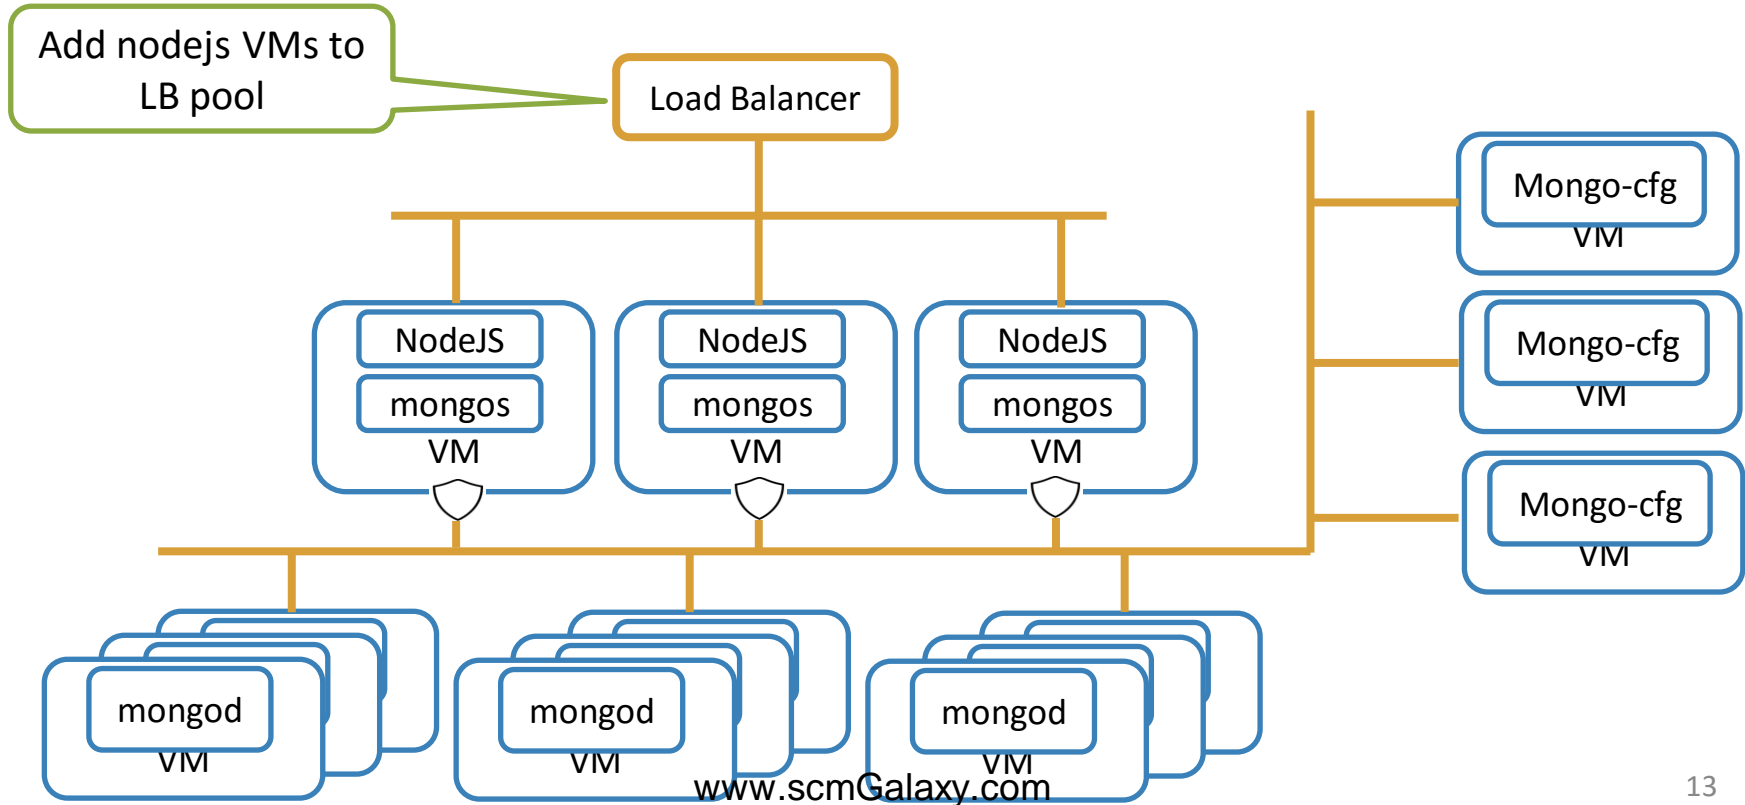 Add nodejs VMs to
LB pool
Load Balancer
Mongo-cfg
VM
Mongo-cfg
VM
Mongo-cfg
VM
NodeJS
mongos
VM
NodeJS
mongos
VM
NodeJS
mongos
VM
mongod
VM
mongod
VM
mongod
VM
www.scmGalaxy.com
13